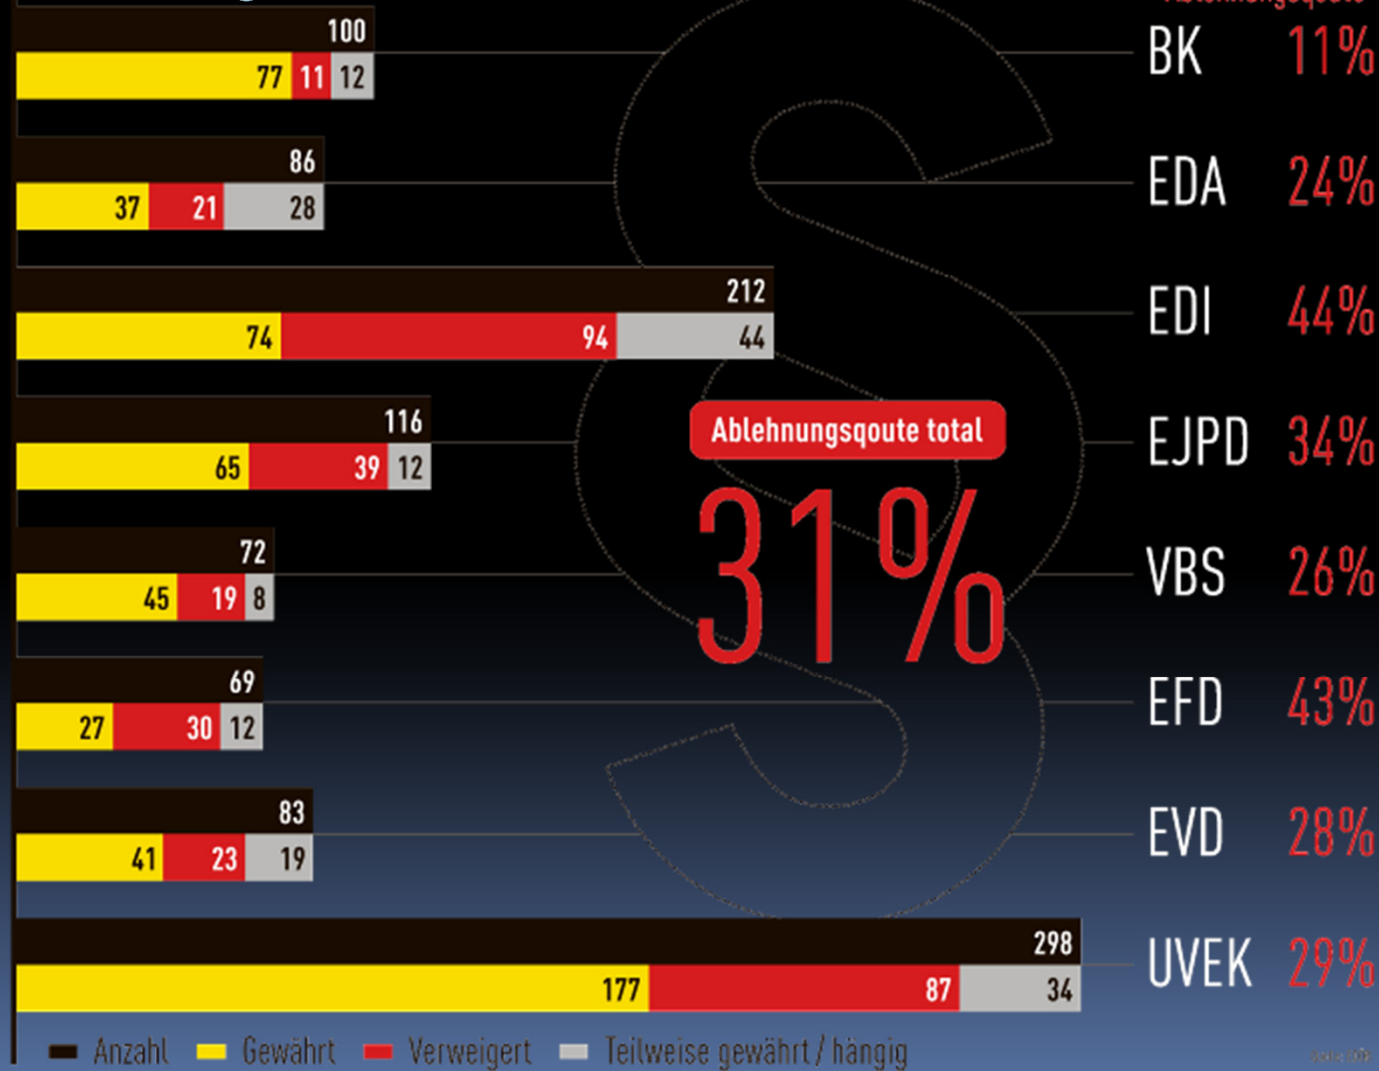 100
BK 11%
77 11 12
86
EDA 24%
37 21 28
212
EDI 44%
74 94 44
116
Ablehnungsqoute total
EJPD 34%
65 39 12
31%
72
VBS 26%
45 19 8
69
EFD 43%
27 30 12
83
EVD 28%
41 23 19
298
UVEK 29%
177 87 34
Anzahl Gewährt Verweigert Teilweise gewährt / hängig